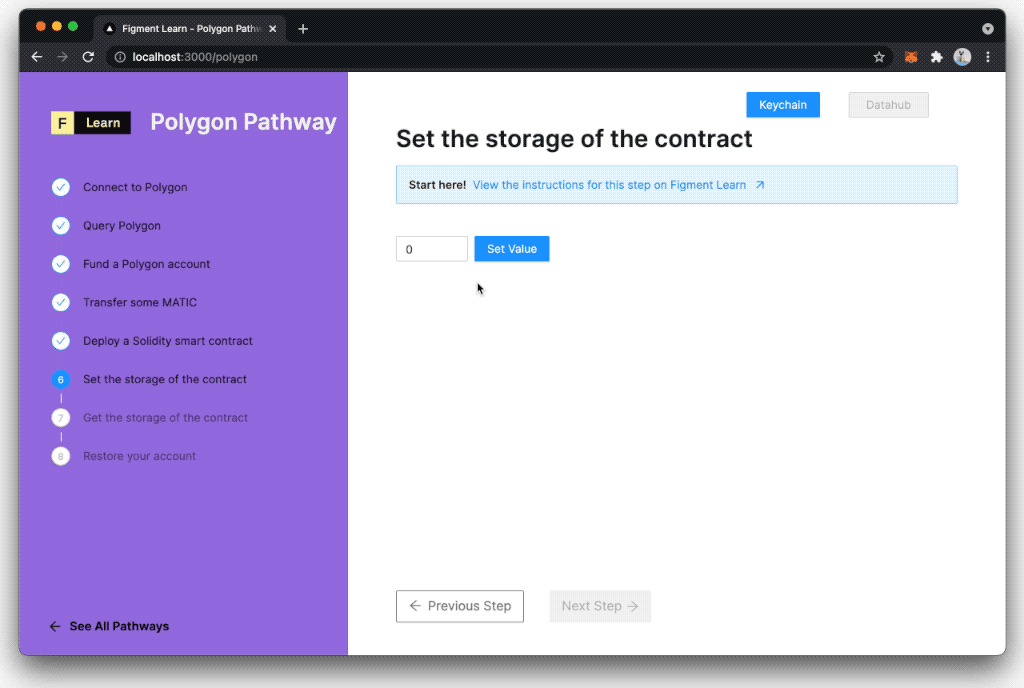 Figment Learn - Polygon Path
localhost:3000/polygon
F Learn
Polygon Pathway
Connect to Polygon
Query Polygon
Fund a Polygon account
Transfer some MATIC
Deploy a Solidity smart contract
6 Set the storage of the contract
7 Get the storage of the contract
8 Restore your account
See All Pathways
Keychain
Datahub
Set the storage of the contract
Start here! View the instructions for this step on Figment Learn
0
Set Value
Previous Step
Next Step